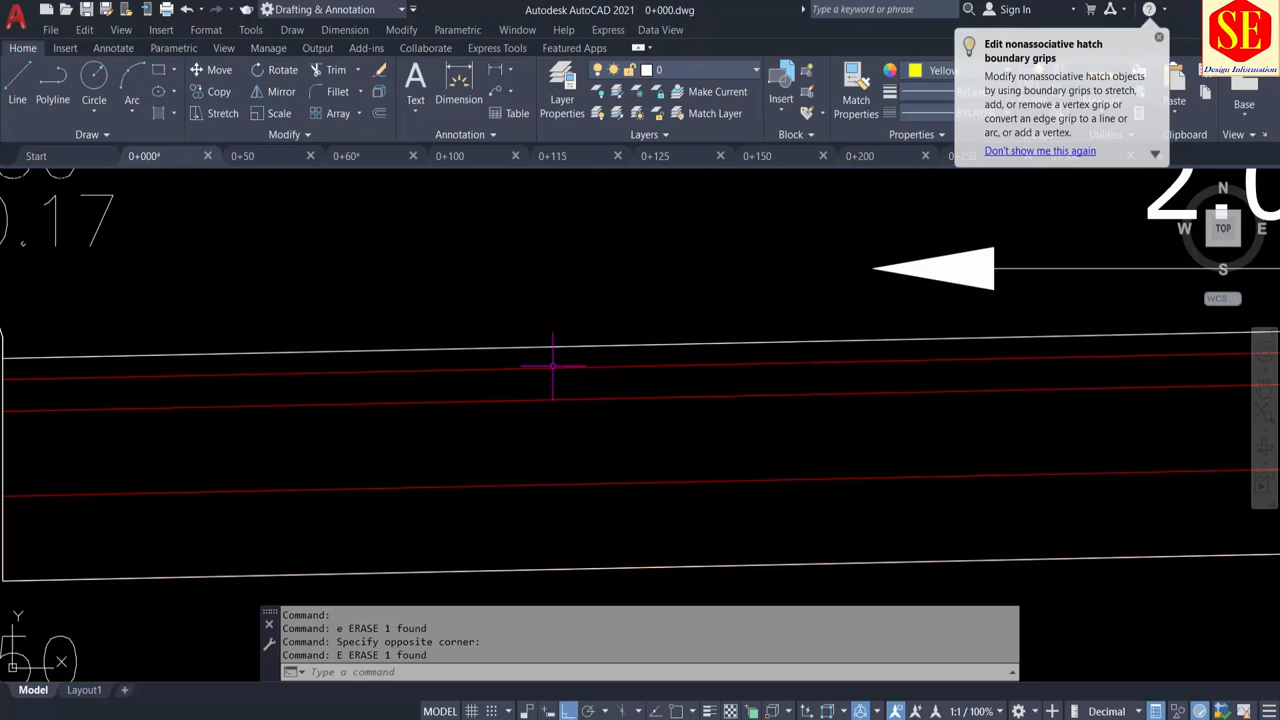 Drafting & Annotation
Autodesk AutoCAD 2021 0+000.dwg
Type a keyword or phrase
Sign In
File Edit View Insert Format Tools Draw Dimension Modify Parametric Window Help Express Data View
Home Insert Annotate Parametric View Manage Output Add-ins Collaborate Express Tools Featured Apps
SE
Design Information
Edit nonassociative hatch
boundary grips
Modify nonassociative hatch objects
by using boundary grips to stretch,
add, or remove a vertex grip or
convert an edge grip to a line or
arc, or add a vertex.
Don't show me this again
Line Polyline Circle Arc
Move Rotate Trim
Copy Mirror Fillet
Stretch Scale Array
Text Dimension Table
Layer
Properties
0
Make Current
Match Layer
Insert
Match
Properties
Yellow
Paste
Base
Draw Modify Annotation Layers Block Properties Utilities Clipboard View
Start 0+000* 0+50 0+60* 0+100 0+115 0+125 0+150 0+200
.17
2.0
N
W TOP E
S
WCS
Y
50
X
Command:
Command: e ERASE 1 found
Command: Specify opposite corner:
Command: E ERASE 1 found
Type a command
Model Layout1 +
MODEL 1:1 / 100% Decimal